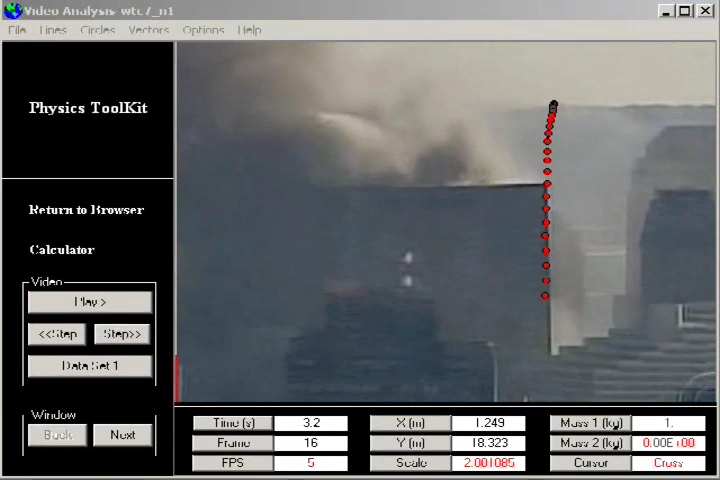 Video Analysis- wtc7_n1
File Lines Circles Vectors Options Help
Physics ToolKit
Return to Browser
Calculator
Video
Play >
<<Step Step>>
Data Set 1
Window
Back Next
Time (s) 3.2 X (m) 1.249 Mass 1 (kg) 1.
Frame 16 Y (m) 18.323 Mass 2 (kg) 0.00E+00
FPS 5 Scale 2.001085 Cursor Cross